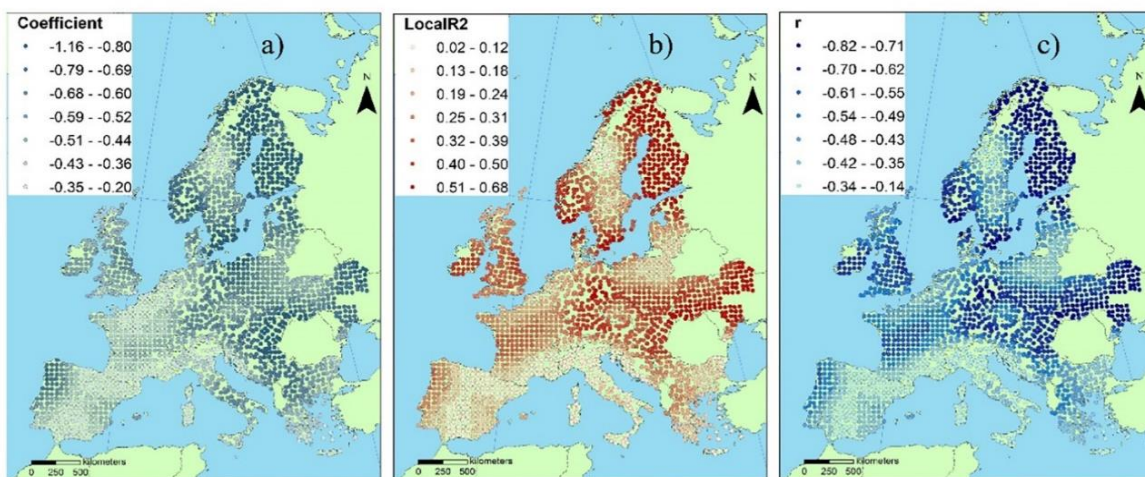 Coefficient
a)
-1.16 - -0.80
-0.79 - -0.69
-0.68 - -0.60
-0.59 - -0.52
-0.51 - -0.44
-0.43 - -0.36
-0.35 - -0.20
N
kilometers
0 250 500
LocalR2
b)
0.02 - 0.12
0.13 - 0.18
0.19 - 0.24
0.25 - 0.31
0.32 - 0.39
0.40 - 0.50
0.51 - 0.68
N
kilometers
0 250 500
r
c)
-0.82 - -0.71
-0.70 - -0.62
-0.61 - -0.55
-0.54 - -0.49
-0.48 - -0.43
-0.42 - -0.35
-0.34 - -0.14
N
kilometers
0 250 500